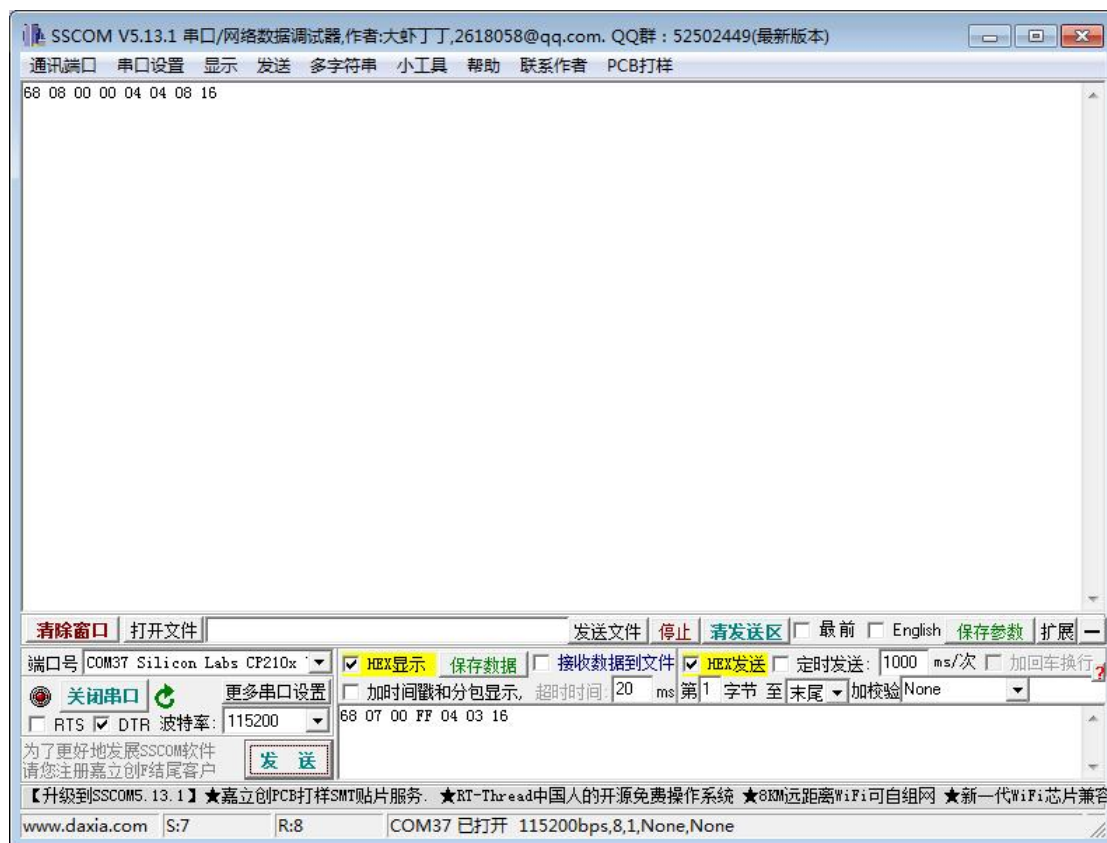 SSCOM V5.13.1 串口/网络数据调试器,作者:大虾丁丁,2618058@qq.com. QQ群：52502449(最新版本)
通讯端口 串口设置 显示 发送 多字符串 小工具 帮助 联系作者 PCB打样
68 08 00 00 04 04 08 16
清除窗口 打开文件 发送文件 停止 清发送区 最前 English 保存参数 扩展 —
端口号 COM37 Silicon Labs CP210x HEX显示 保存数据 接收数据到文件 HEX发送 定时发送: 1000 ms/次 加回车换行
关闭串口 更多串口设置 加时间戳和分包显示, 超时时间: 20 ms 第1 字节 至 末尾 加校验 None ?
RTS DTR 波特率: 115200 68 07 00 FF 04 03 16
为了更好地发展SSCOM软件
请您注册嘉立创F结尾客户 发 送
【升级到SSCOM5.13.1】★嘉立创PCB打样SMT贴片服务. ★RT-Thread中国人的开源免费操作系统 ★8KM远距离WiFi可自组网 ★新一代WiFi芯片兼容
www.daxia.com S:7 R:8 COM37 已打开 115200bps,8,1,None,None